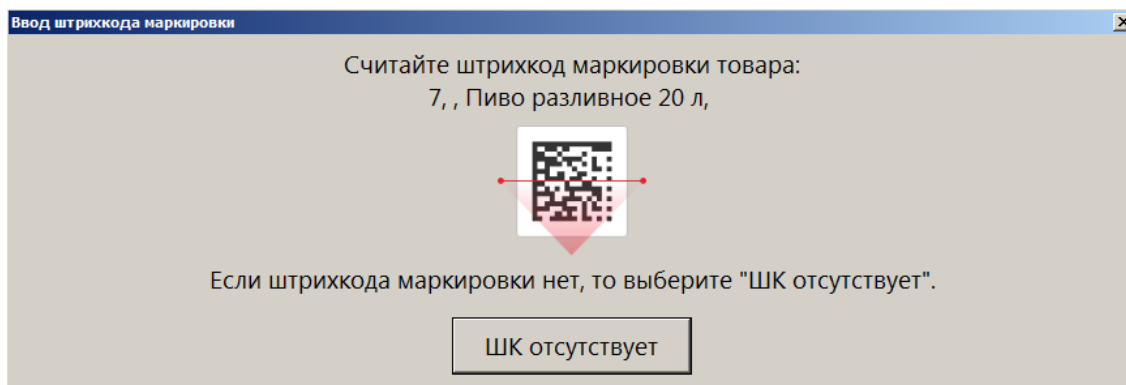 Ввод штрихкода маркировки
Считайте штрихкод маркировки товара:
7, , Пиво разливное 20 л,
Если штрихкода маркировки нет, то выберите "ШК отсутствует".
ШК отсутствует